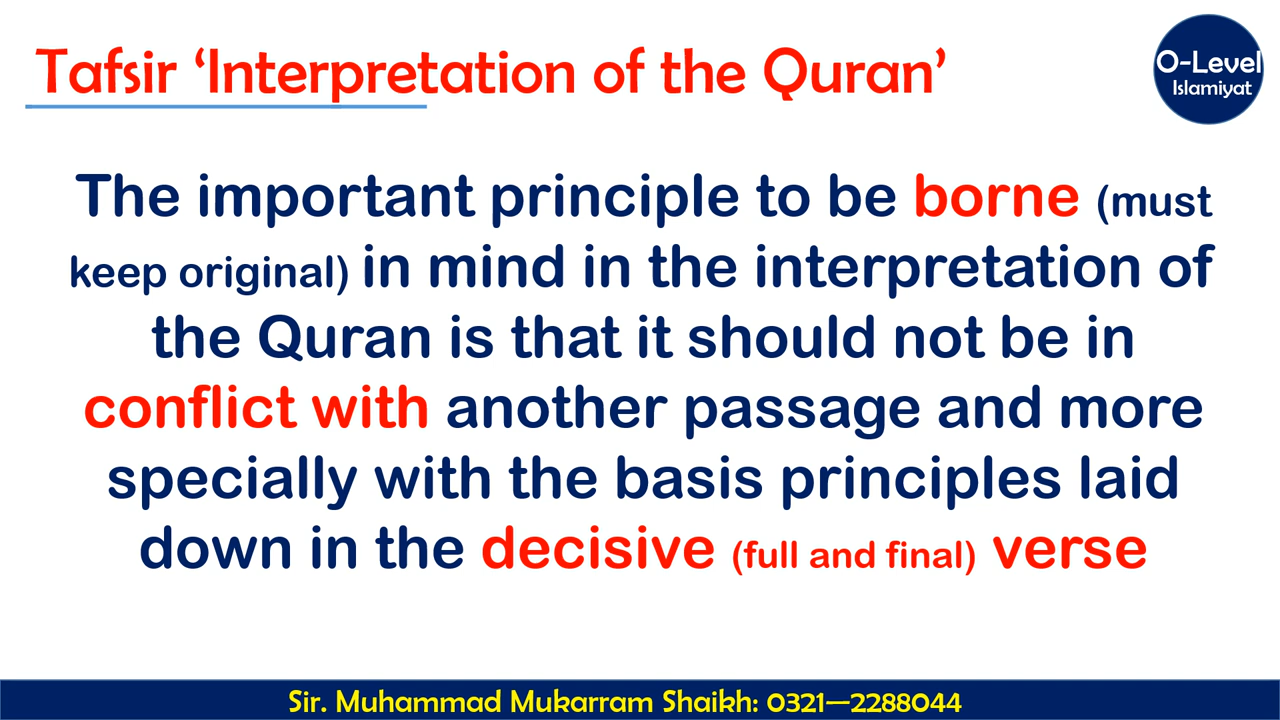 Tafsir ‘Interpretation of the Quran’
O-Level
Islamiyat
The important principle to be borne (must
keep original) in mind in the interpretation of
the Quran is that it should not be in
conflict with another passage and more
specially with the basis principles laid
down in the decisive (full and final) verse
Sir. Muhammad Mukarram Shaikh: 0321—2288044